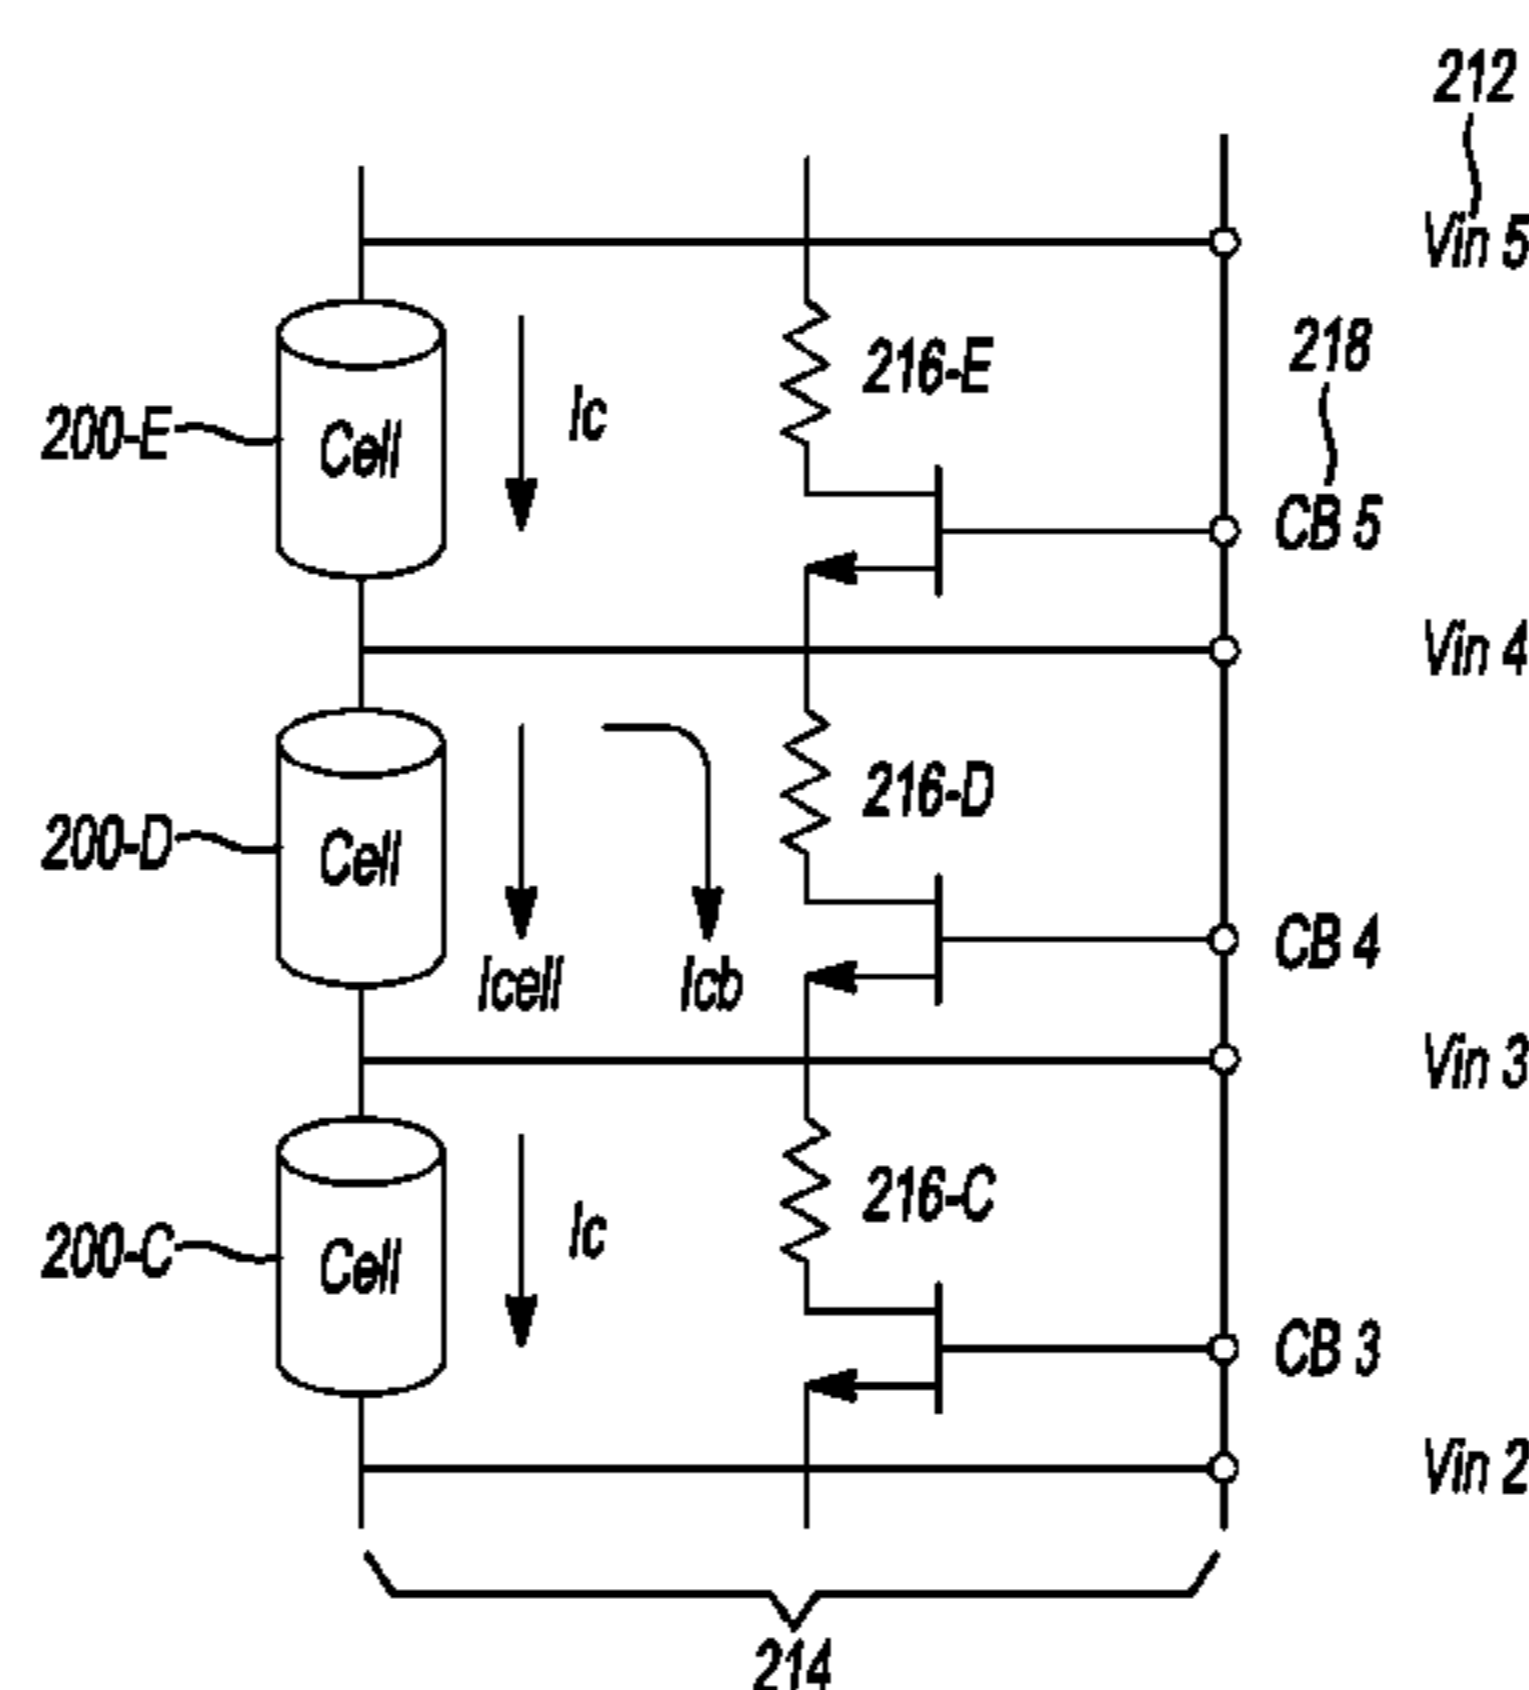 212
Vin 5
216-E
218
200-E
Cell
Ic
CB 5
Vin 4
216-D
200-D
Cell
CB 4
Icell
Icb
Vin 3
216-C
200-C
Cell
Ic
CB 3
Vin 2
214